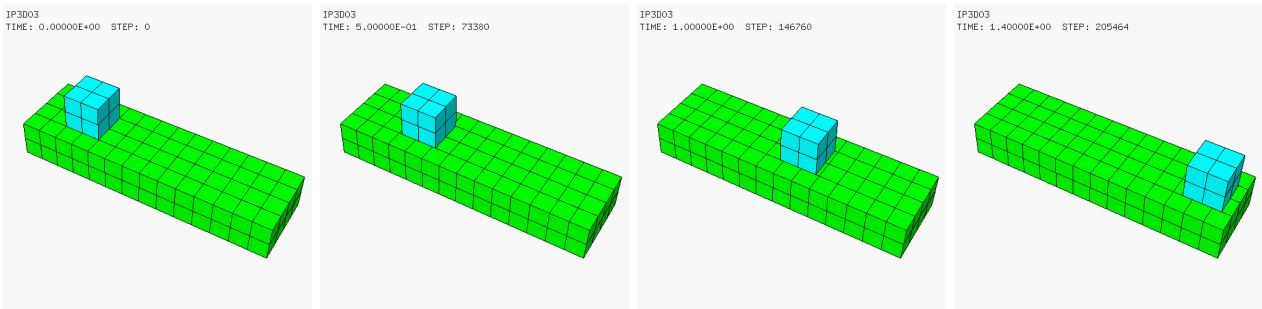 IP3D03
TIME: 0.00000E+00 STEP: 0
IP3D03
TIME: 5.00000E-01 STEP: 73380
IP3D03
TIME: 1.00000E+00 STEP: 146760
IP3D03
TIME: 1.40000E+00 STEP: 205464